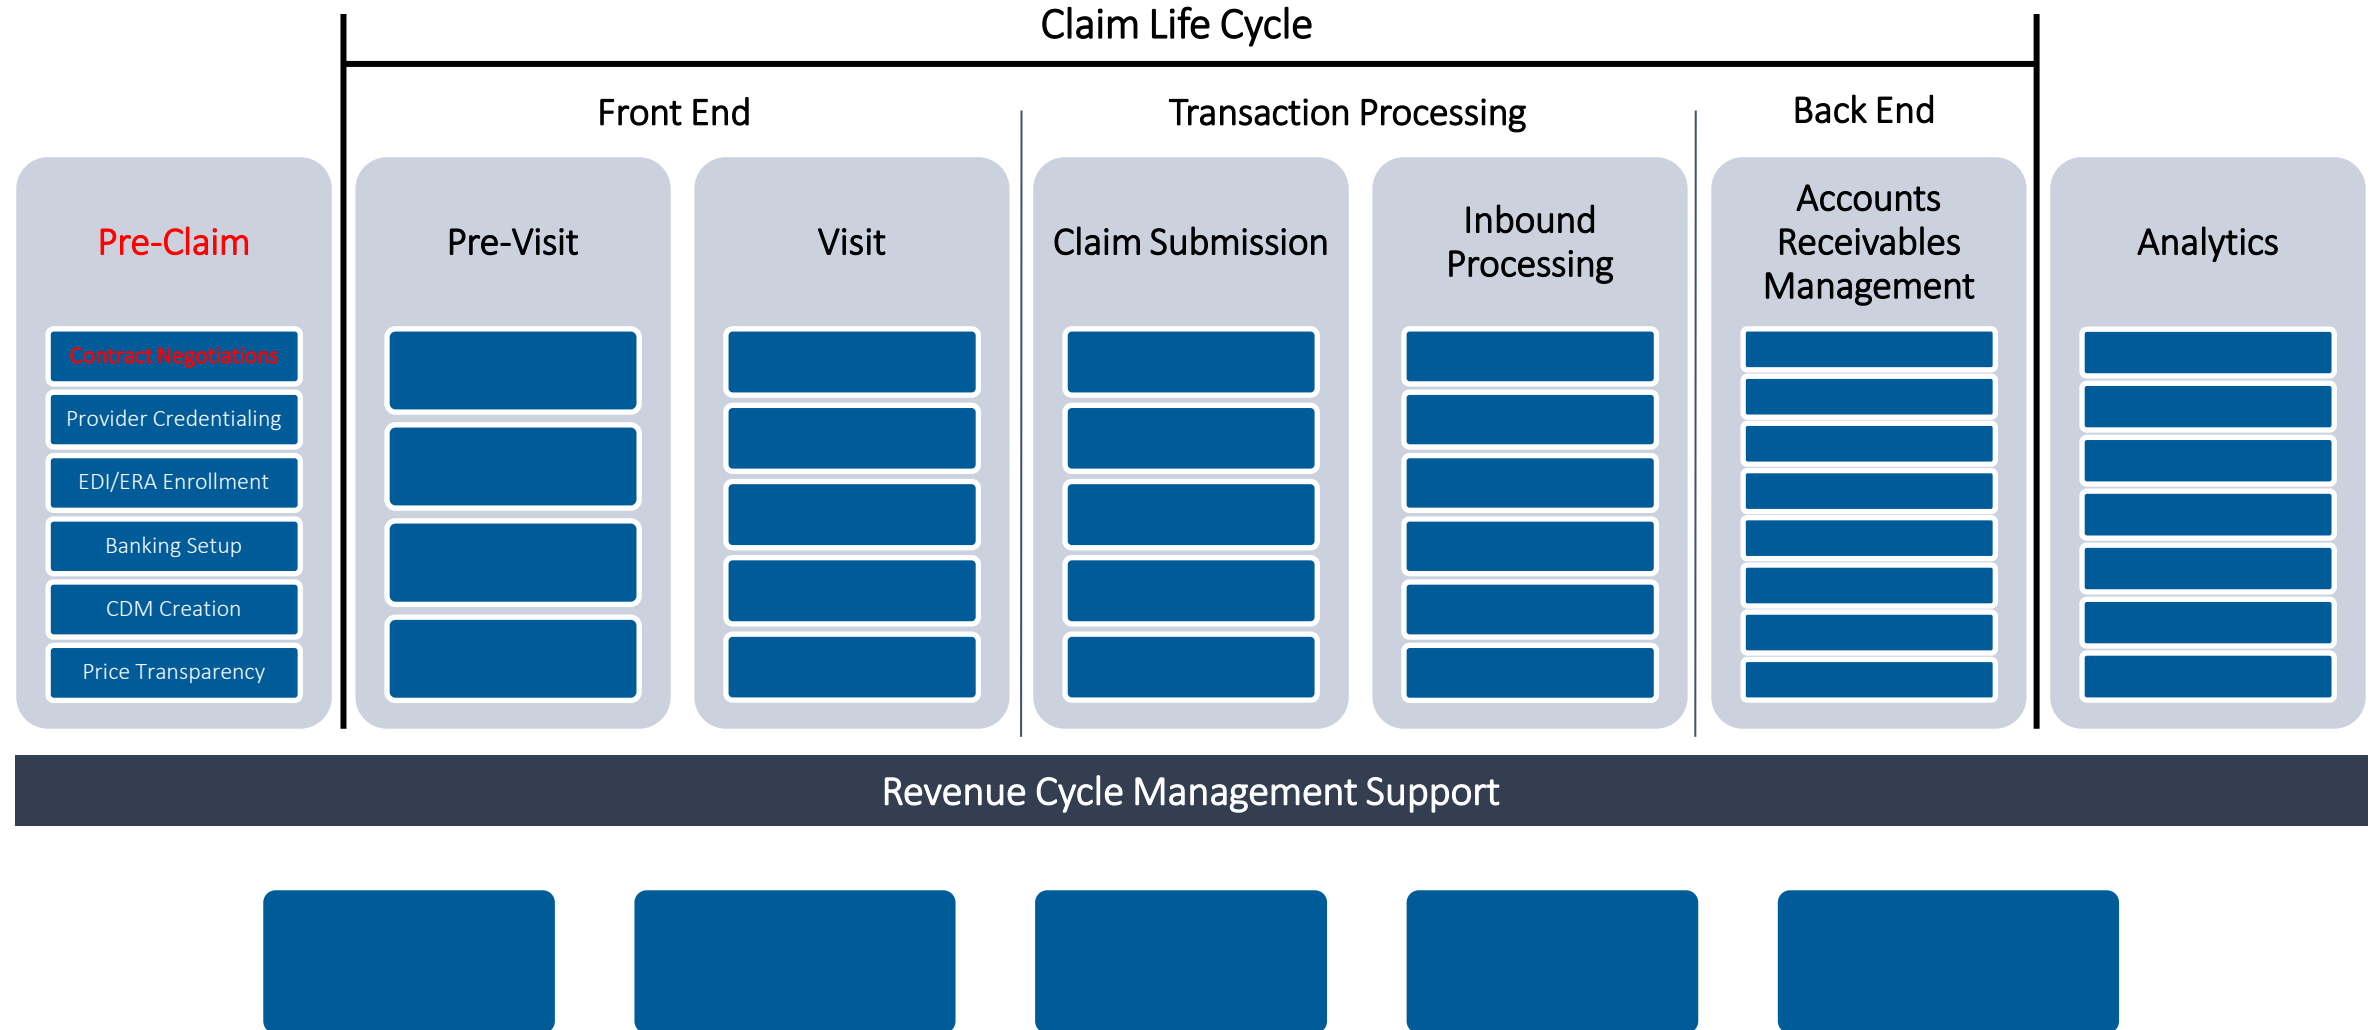 Claim Life Cycle
Front End
Transaction Processing
Back End
Pre-Claim
Contract Negotiations
Provider Credentialing
EDI/ERA Enrollment
Banking Setup
CDM Creation
Price Transparency
Pre-Visit
Visit
Claim Submission
Inbound
Processing
Accounts
Receivables
Management
Analytics
Revenue Cycle Management Support